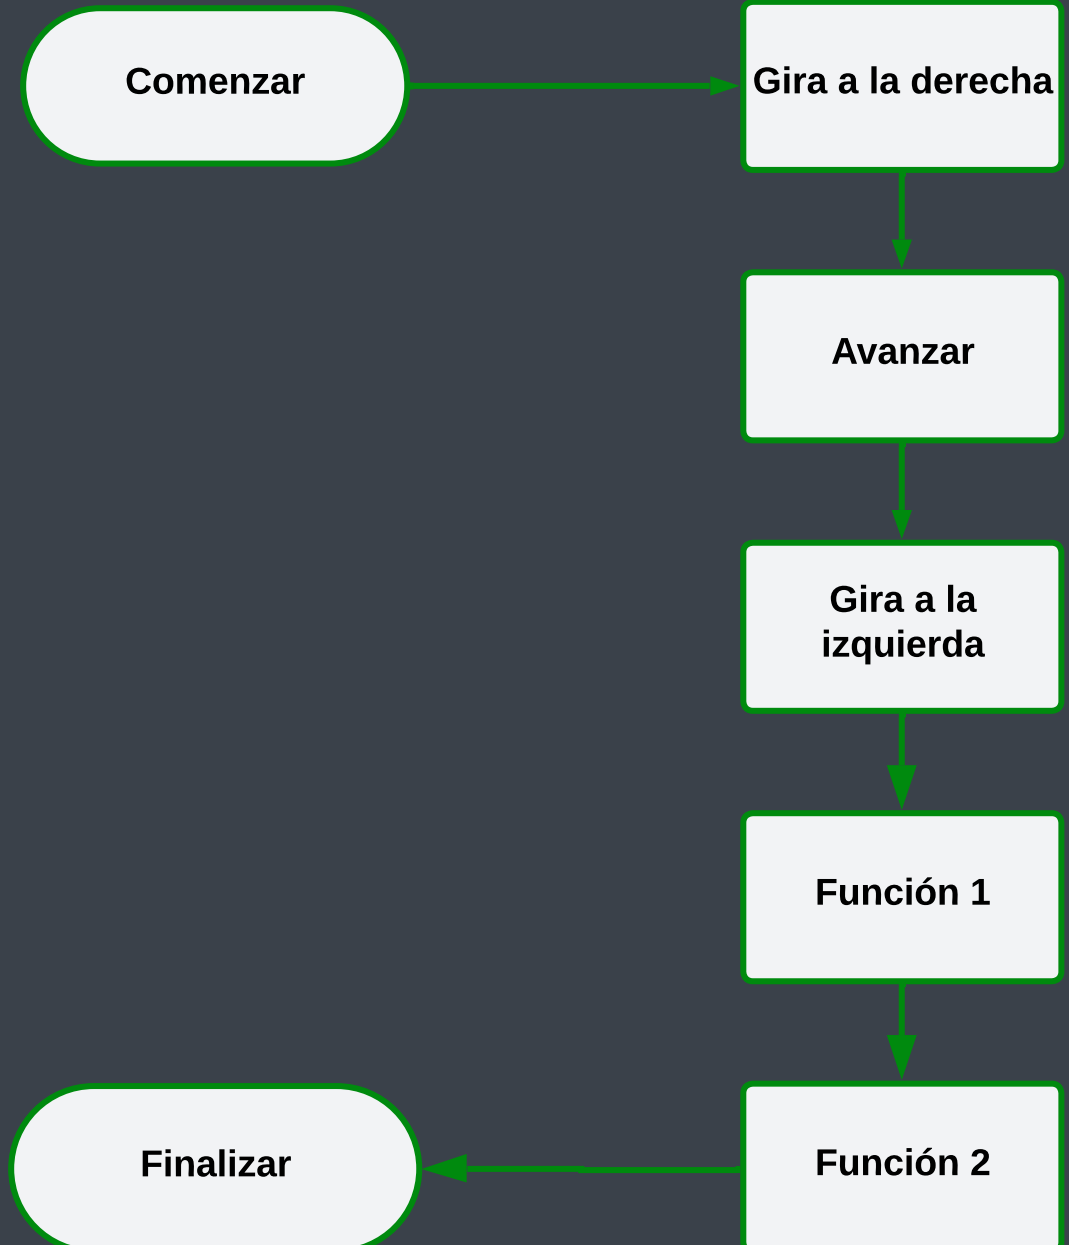 Comenzar
Gira a la derecha
Avanzar
Gira a la
izquierda
Función 1
Función 2
Finalizar